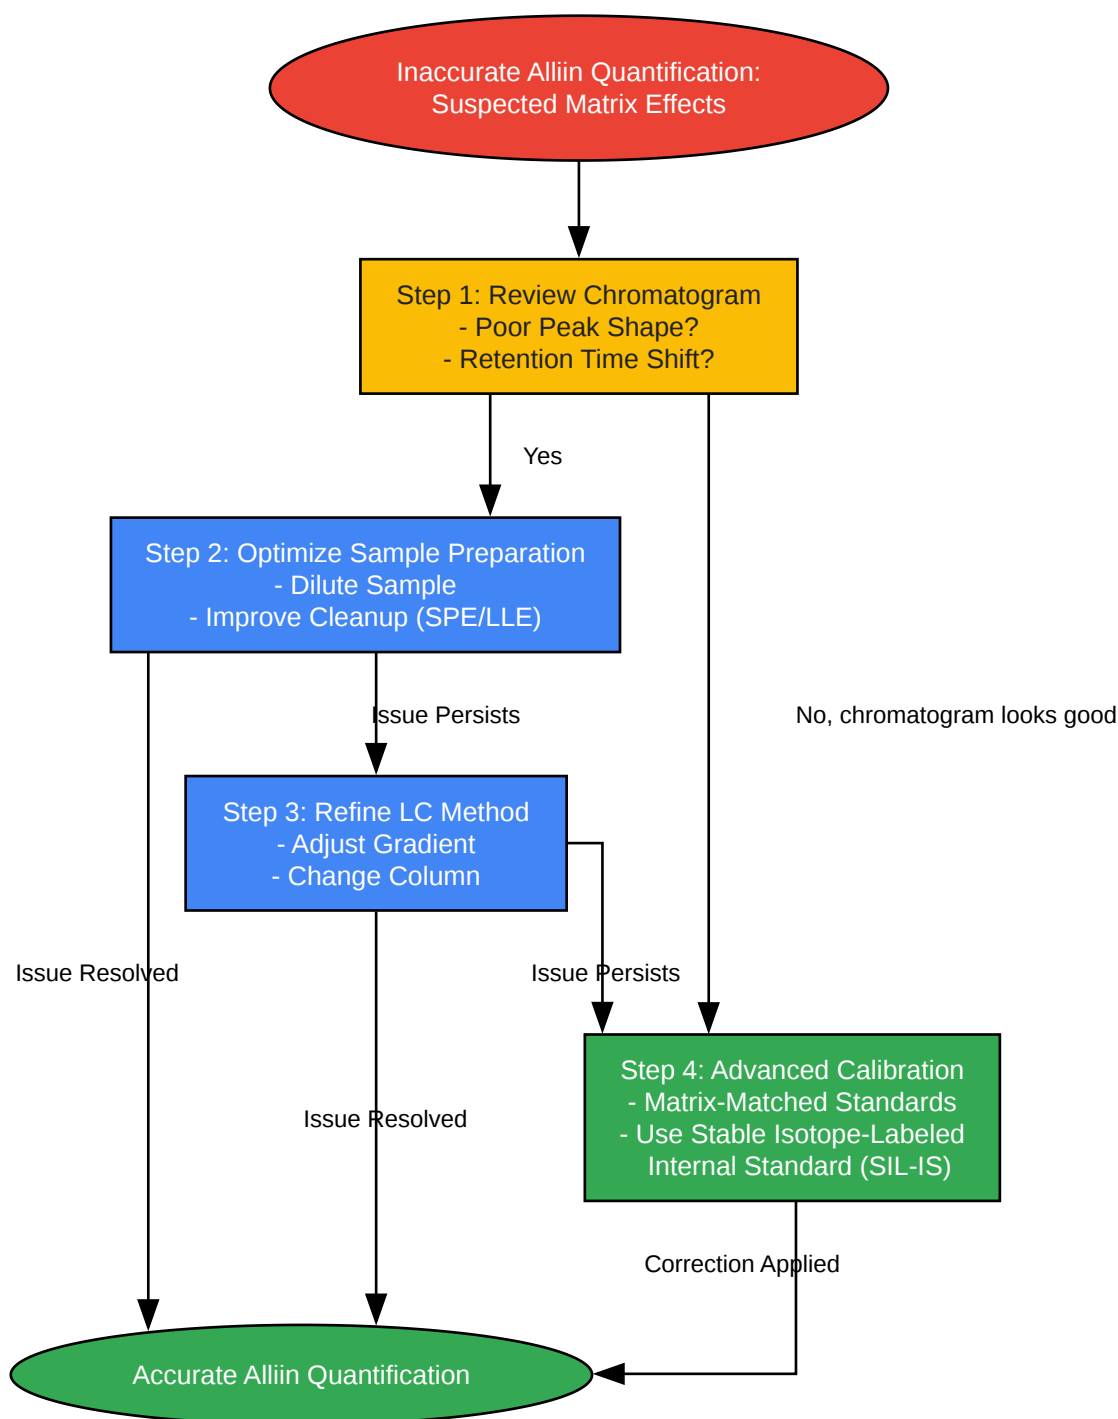 Inaccurate Alliin Quantification:
Suspected Matrix Effects
Step 1: Review Chromatogram
- Poor Peak Shape?
- Retention Time Shift?
Yes
Step 2: Optimize Sample Preparation
- Dilute Sample
- Improve Cleanup (SPE/LLE)
Issue Persists
No, chromatogram looks good
Step 3: Refine LC Method
- Adjust Gradient
- Change Column
Issue Resolved
Issue Persists
Step 4: Advanced Calibration
- Matrix-Matched Standards
- Use Stable Isotope-Labeled
Internal Standard (SIL-IS)
Issue Resolved
Correction Applied
Accurate Alliin Quantification